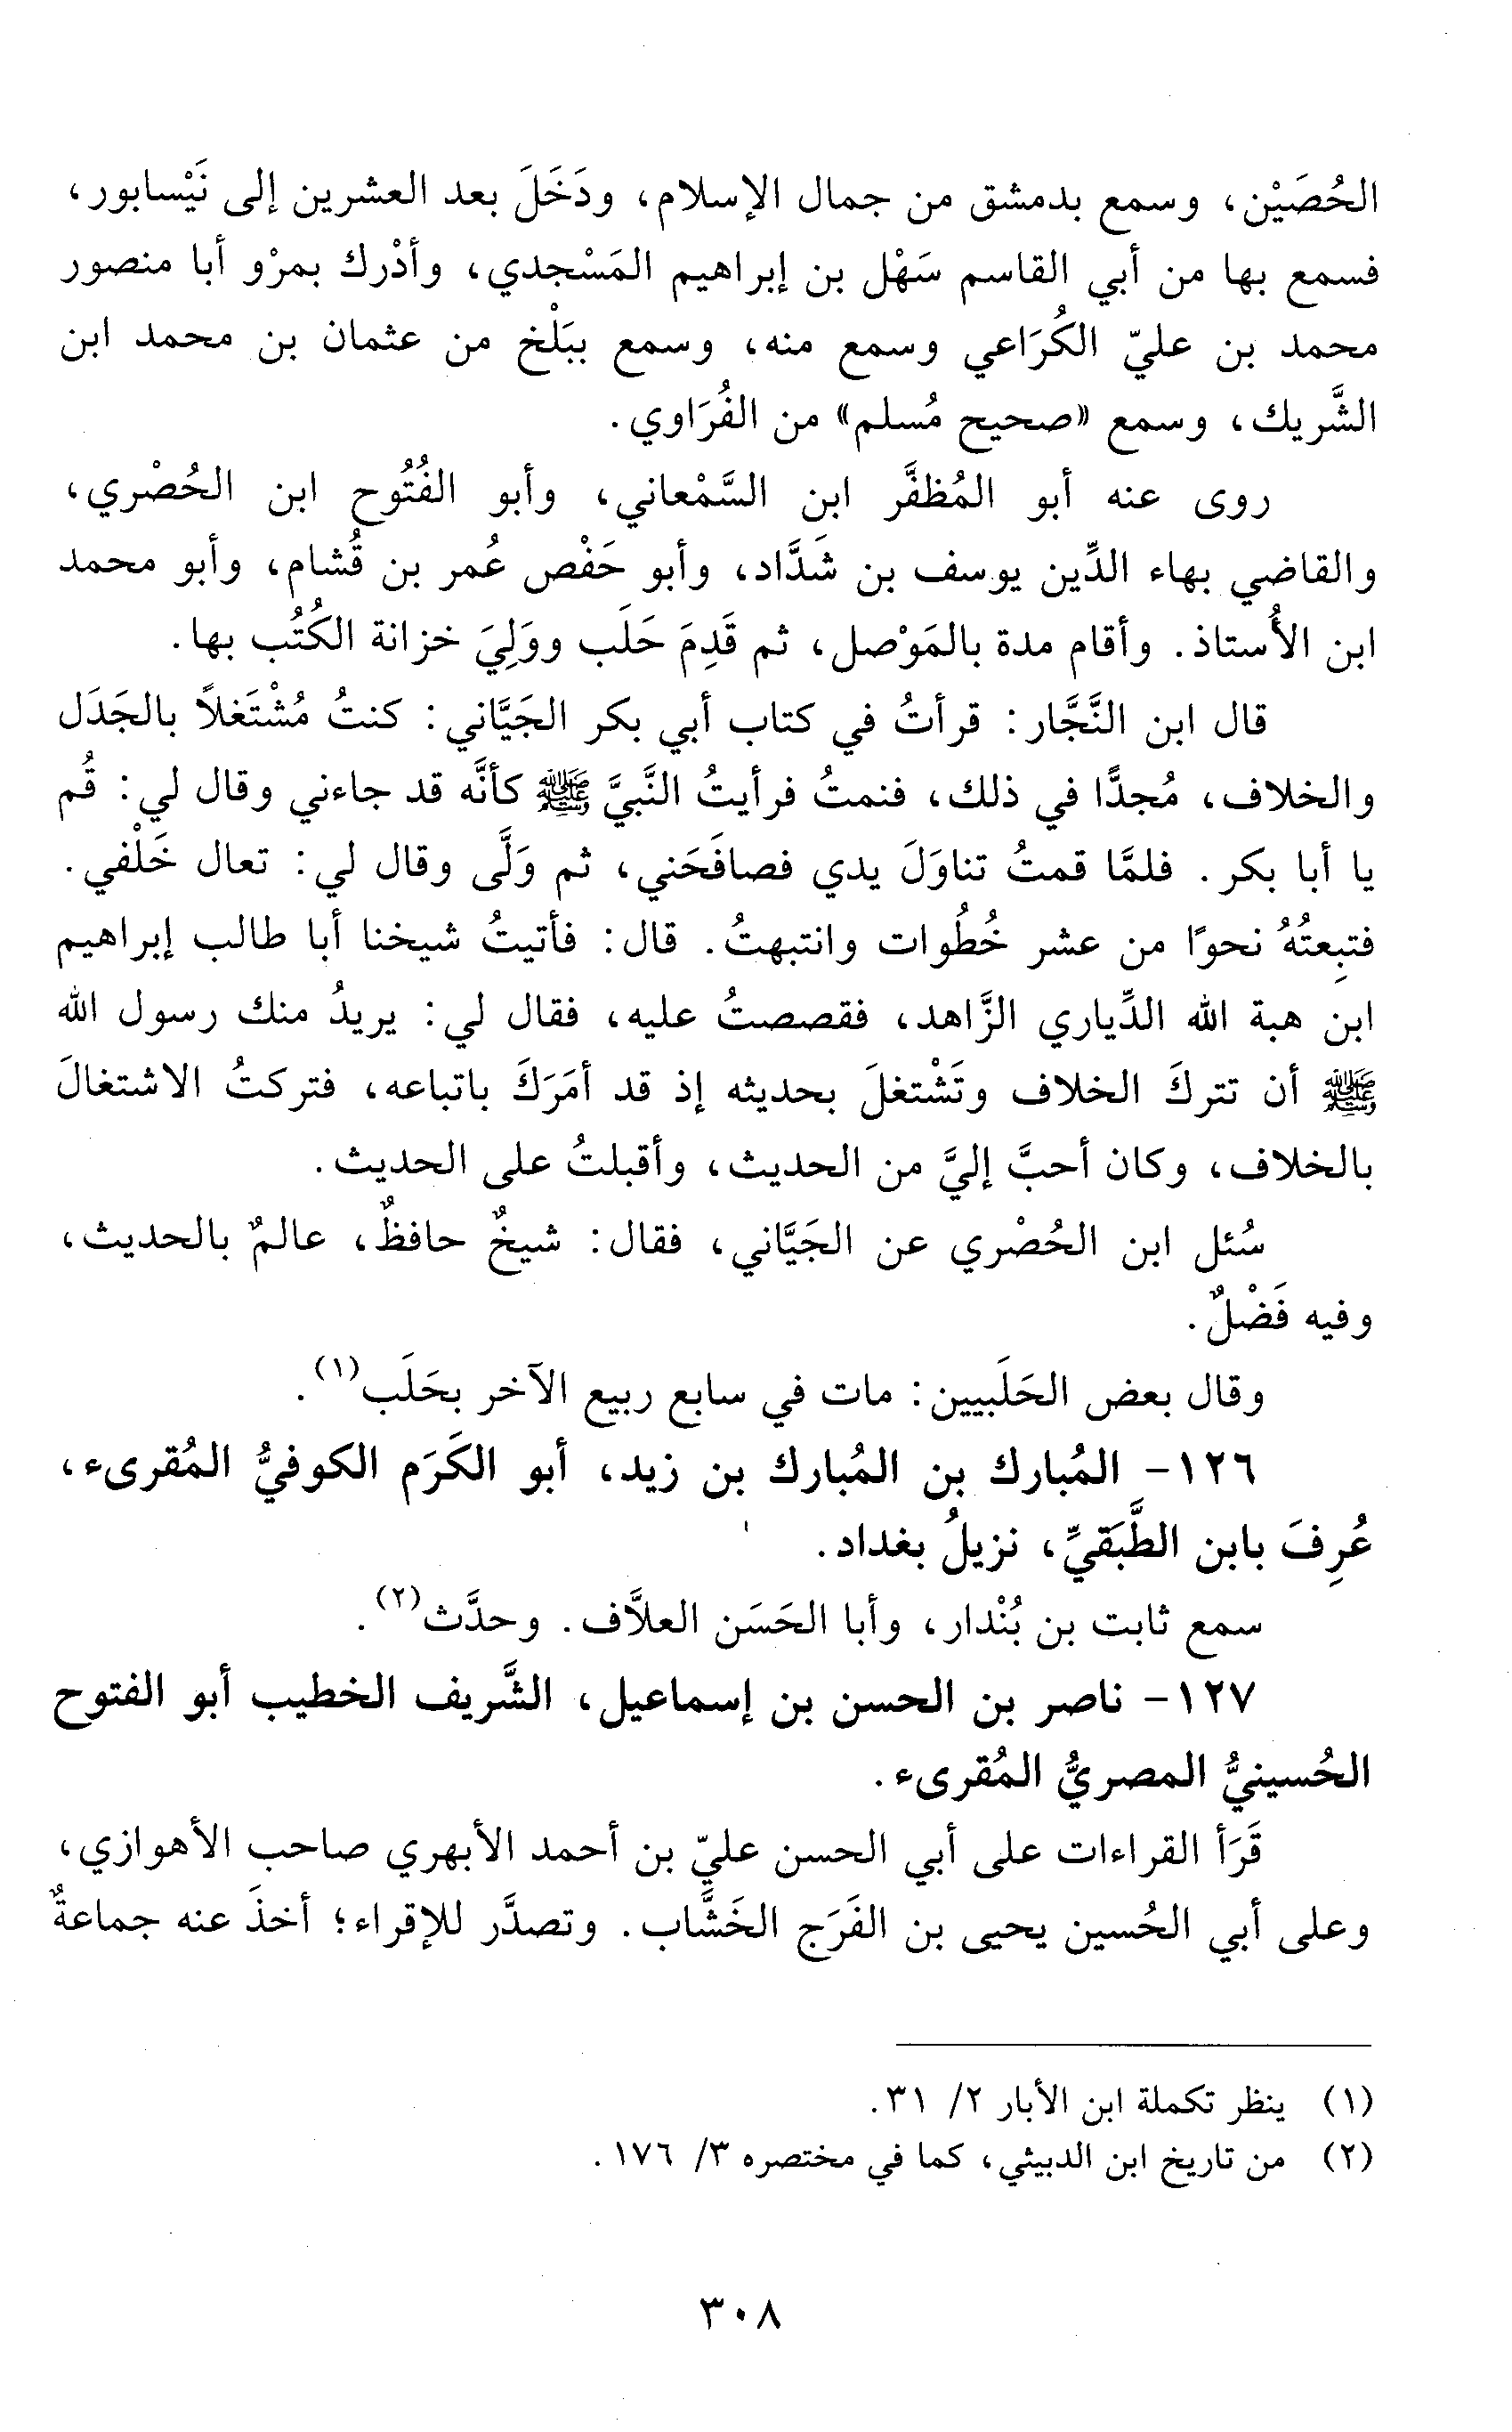 الحُصَيْن، وسمع بدمشق من جمال الإسلام، ودَخَلَ بعد العشرين إلى نَيْسابور،
فسمع بها من أبي القاسم سَهْل بن إبراهيم المَسْجدي، وأدْرك بمرْو أبا منصور
محمد بن عليّ الكُرَاعي وسمع منه، وسمع ببَلْخ من عثمان بن محمد ابن
الشَّريك، وسمع «صحيح مُسلم» من الفُرَاوي.
روى عنه أبو المُظفَّر ابن السَّمْعاني، وأبو الفُتُوح ابن الحُصْري،
والقاضي بهاء الدِّين يوسف بن شَدَّاد، وأبو حَفْص عُمر بن قُشام، وأبو محمد
ابن الأُستاذ. وأقام مدة بالمَوْصل، ثم قَدِمَ حَلَب ووَلِيَ خزانة الكُتُب بها.
قال ابن النَّجَّار: قرأتُ في كتاب أبي بكر الجَيَّاني: كنتُ مُشْتَغلاً بالجَدَل
والخلاف، مُجدًّا في ذلك، فنمتُ فرأيتُ النَّبيَّ ﷺ كأنَّه قد جاءني وقال لي: قُم
يا أبا بكر. فلمَّا قمتُ تناوَلَ يدي فصافَحَني، ثم وَلَّى وقال لي: تعال خَلْفي.
فتبِعتُهُ نحوًا من عشر خُطُوات وانتبهتُ. قال: فأتيتُ شيخنا أبا طالب إبراهيم
ابن هبة الله الدِّياري الزَّاهد، فقصصتُ عليه، فقال لي: يريدُ منك رسول الله
ﷺ أن تتركَ الخلاف وتَشْتغلَ بحديثه إذ قد أمَرَكَ باتباعه، فتركتُ الاشتغالَ
بالخلاف، وكان أحبَّ إليَّ من الحديث، وأقبلتُ على الحديث.
سُئل ابن الحُصْري عن الجَيَّاني، فقال: شيخٌ حافظٌ، عالمٌ بالحديث،
وفيه فَضْلٌ.
وقال بعض الحَلَبيين: مات في سابع ربيع الآخر بحَلَب(١).
١٢٦- المُبارك بن المُبارك بن زيد، أبو الكَرَم الكوفيُّ المُقرىء،
عُرِفَ بابن الطَّبَقيِّ، نزيلُ بغداد.
سمع ثابت بن بُنْدار، وأبا الحَسَن العلاَّف. وحدَّث(٢).
١٢٧- ناصر بن الحسن بن إسماعيل، الشَّريف الخطيب أبو الفتوح
الحُسينيُّ المصريُّ المُقرىء.
قَرَأ القراءات على أبي الحسن عليّ بن أحمد الأبهري صاحب الأهوازي،
وعلى أبي الحُسين يحيى بن الفَرَج الخَشَّاب. وتصدَّر للإقراء؛ أخذَ عنه جماعةٌ
(١) ينظر تكملة ابن الأبار ٢/ ٣١.
(٢) من تاريخ ابن الدبيثي، كما في مختصره ٣/ ١٧٦.
٣٠٨